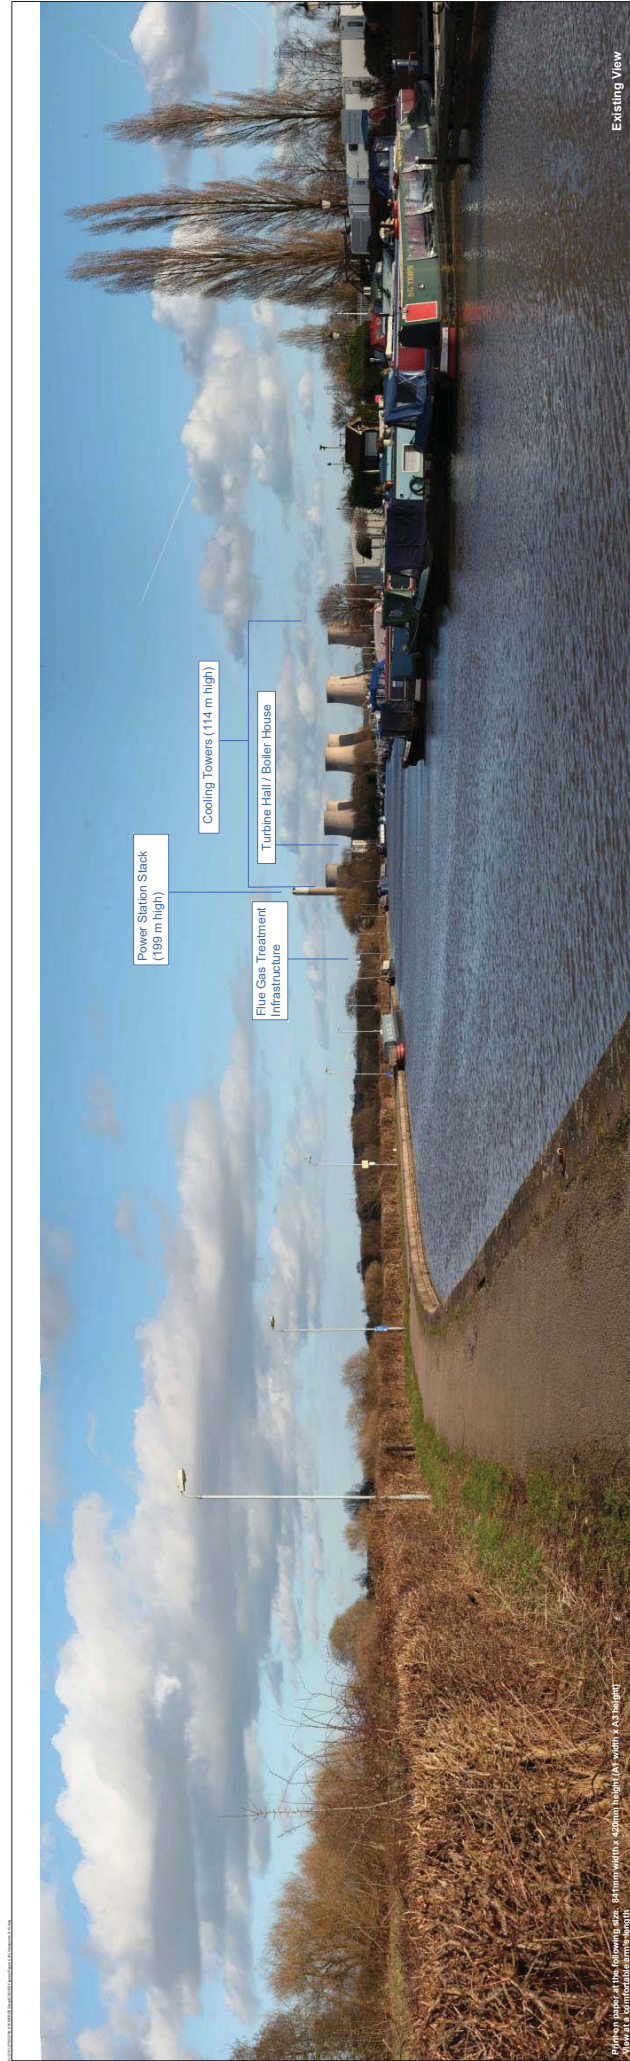 Power Station Stack
(199 m high)
Cooling Towers (114 m high)
Flue Gas Treatment
Infrastructure
Turbine Hall / Boiler House
Print on paper at the following size: 841mm width x 420mm height (A1 width x A3 height)
View at a comfortable arm's length
Existing View